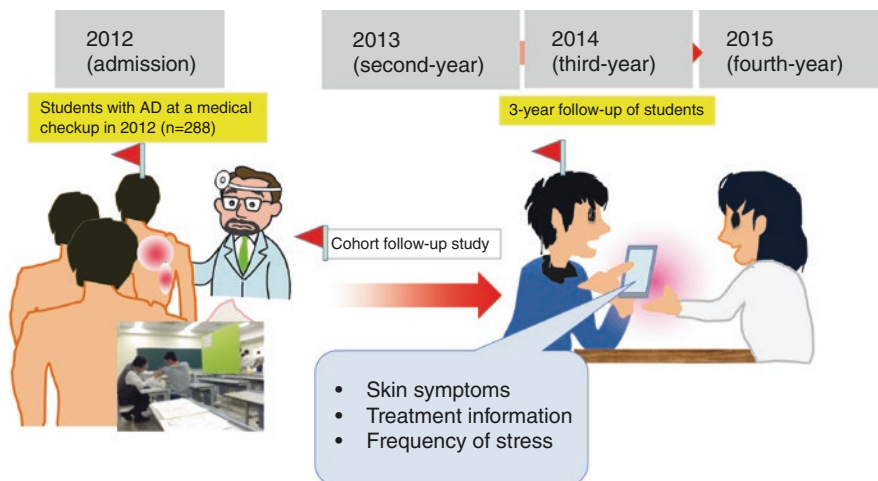 2012
(admission)
2013
(second-year)
2014
(third-year)
2015
(fourth-year)
Students with AD at a medical
checkup in 2012 (n=288)
3-year follow-up of students
Cohort follow-up study
• Skin symptoms
• Treatment information
• Frequency of stress